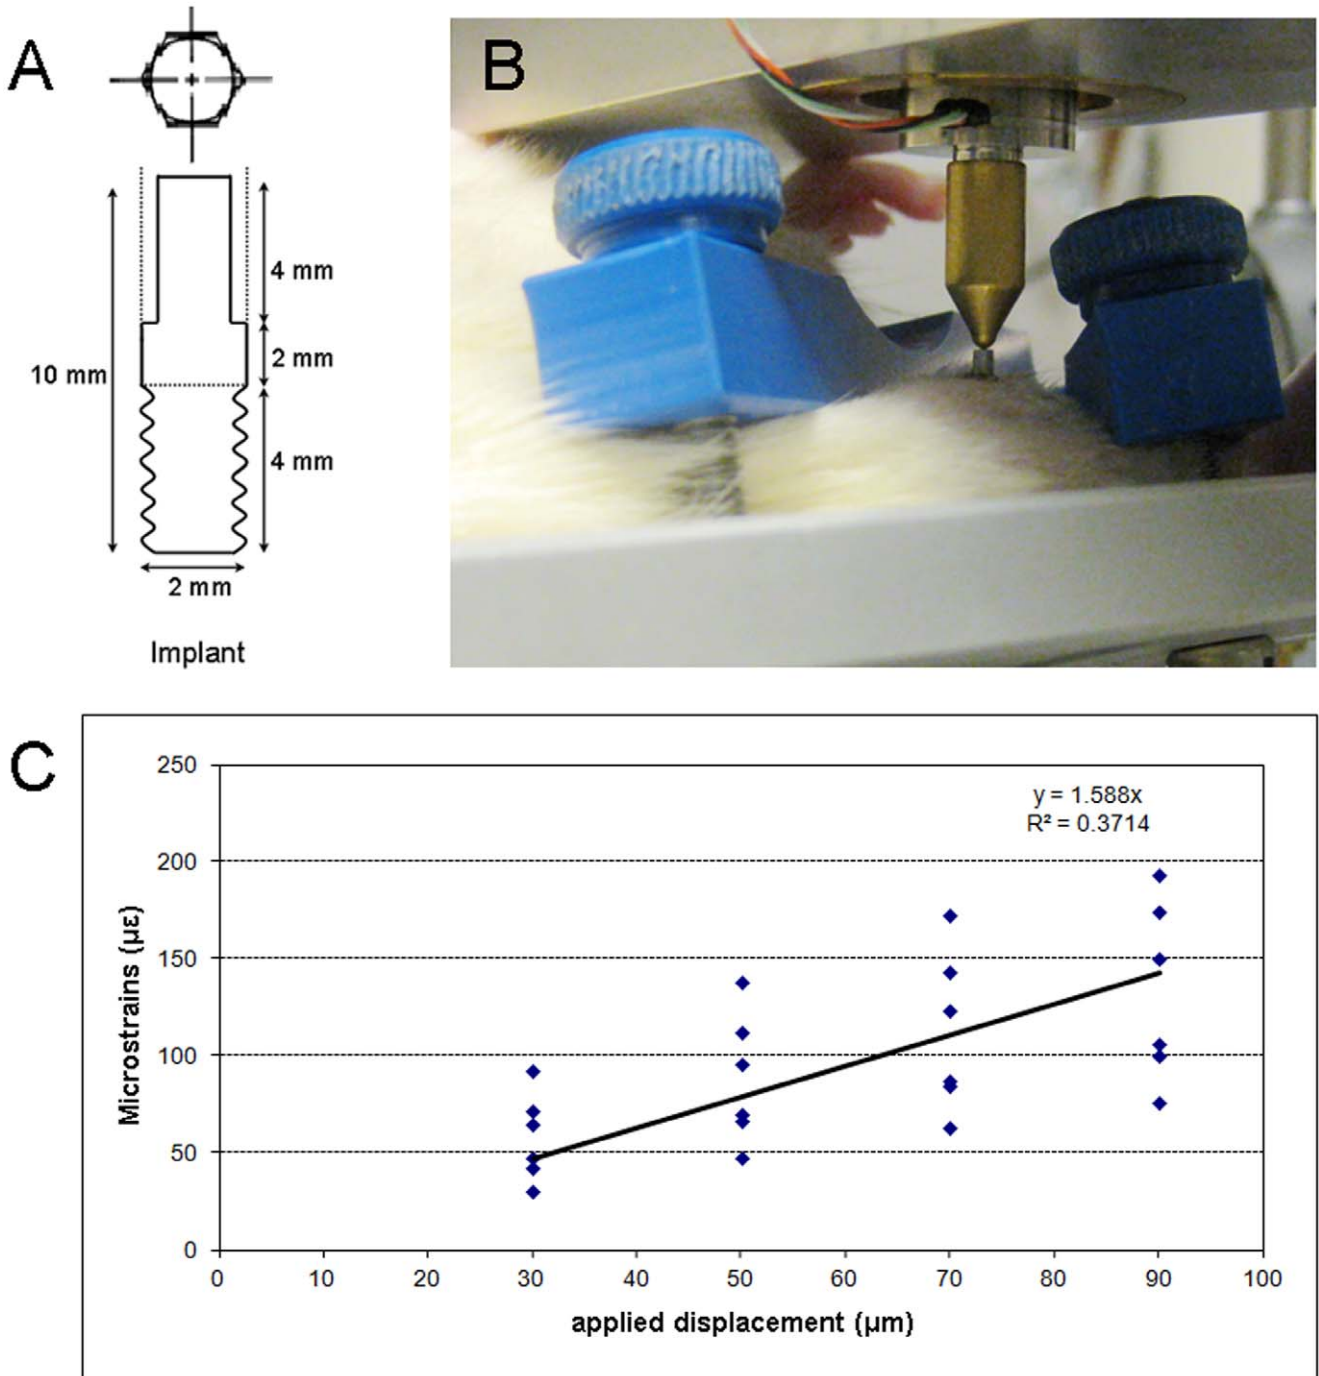 A
10 mm
4 mm
2 mm
4 mm
2 mm
Implant
B
C
y = 1.588x
R² = 0.3714
250
200
150
100
50
0
Microstrains (με)
0 10 20 30 40 50 60 70 80 90 100
applied displacement (μm)